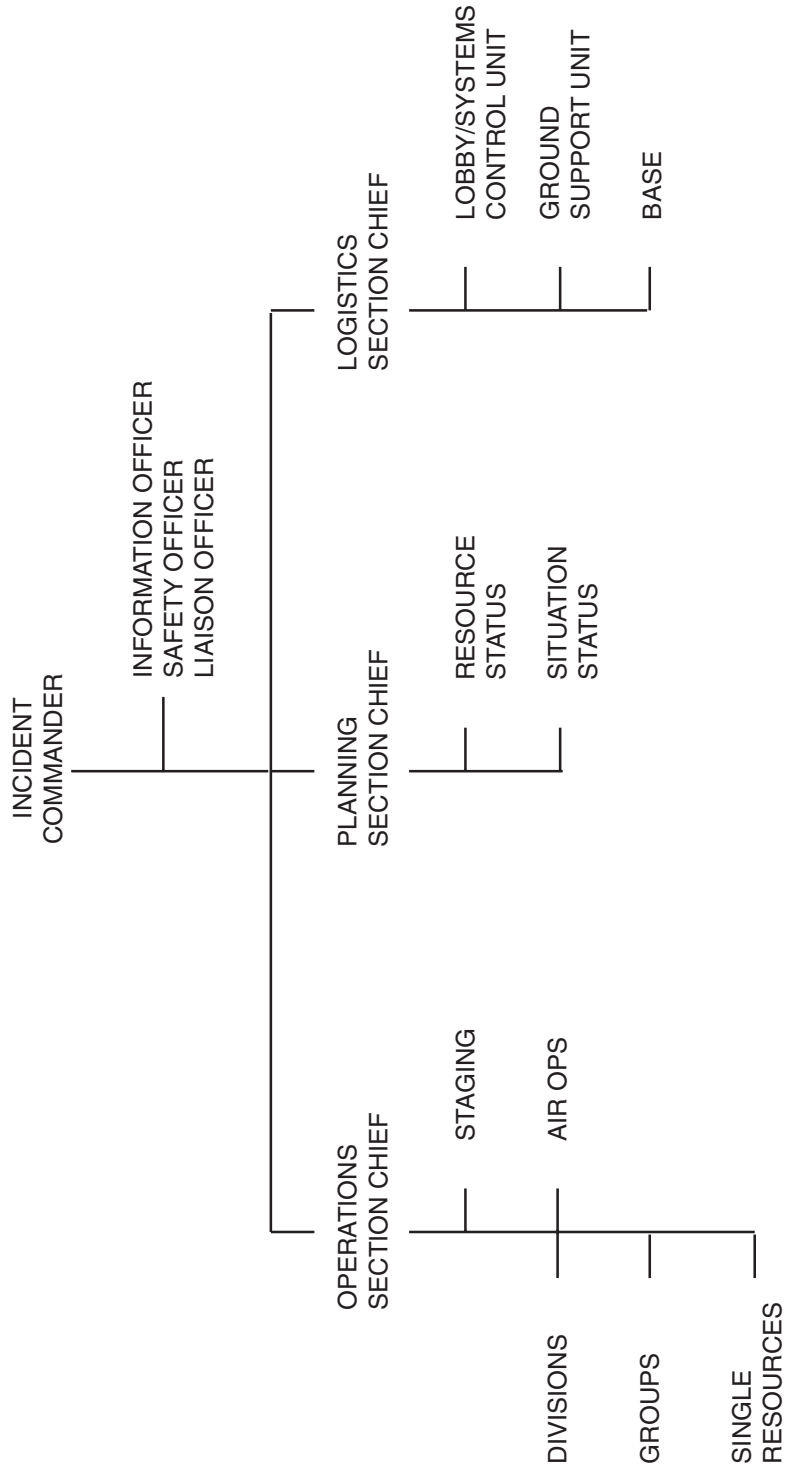 INCIDENT
COMMANDER
INFORMATION OFFICER
SAFETY OFFICER
LIAISON OFFICER
OPERATIONS
SECTION CHIEF
STAGING
AIR OPS
DIVISIONS
GROUPS
SINGLE
RESOURCES
PLANNING
SECTION CHIEF
RESOURCE
STATUS
SITUATION
STATUS
LOGISTICS
SECTION CHIEF
LOBBY/SYSTEMS
CONTROL UNIT
GROUND
SUPPORT UNIT
BASE